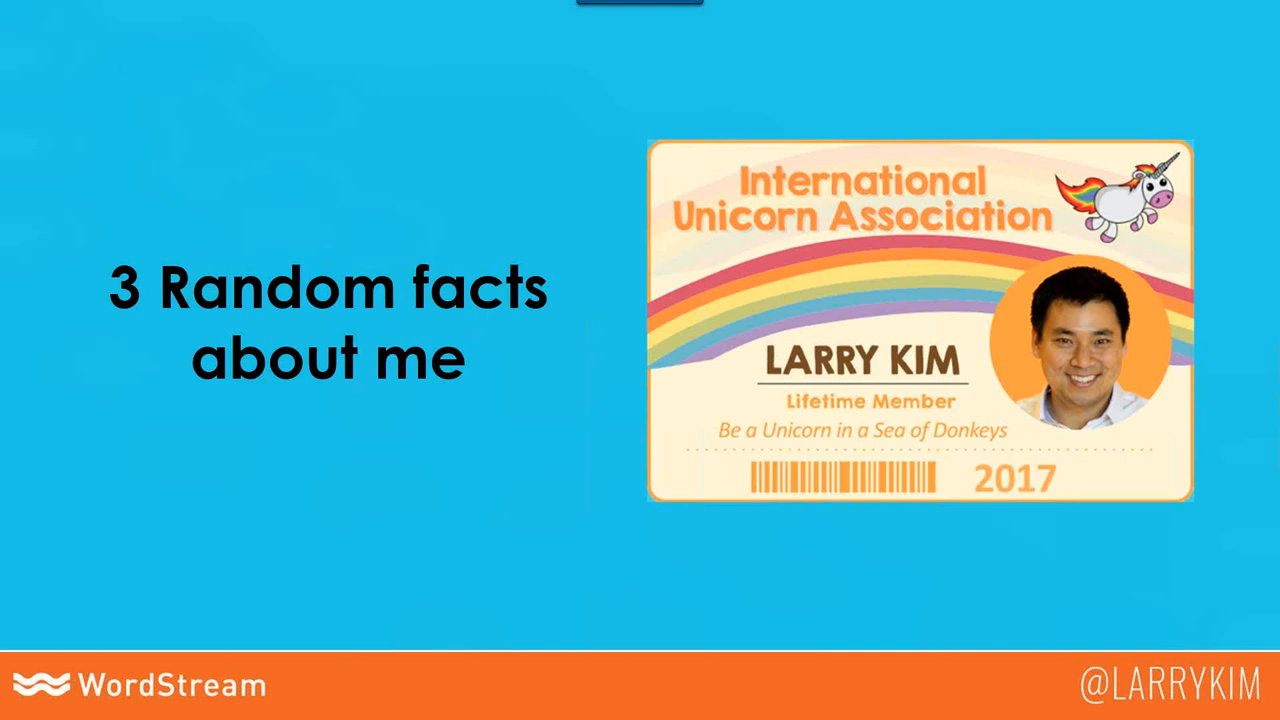 3 Random facts
about me
International
Unicorn Association
LARRY KIM
Lifetime Member
Be a Unicorn in a Sea of Donkeys
2017
WordStream
@LARRYKIM